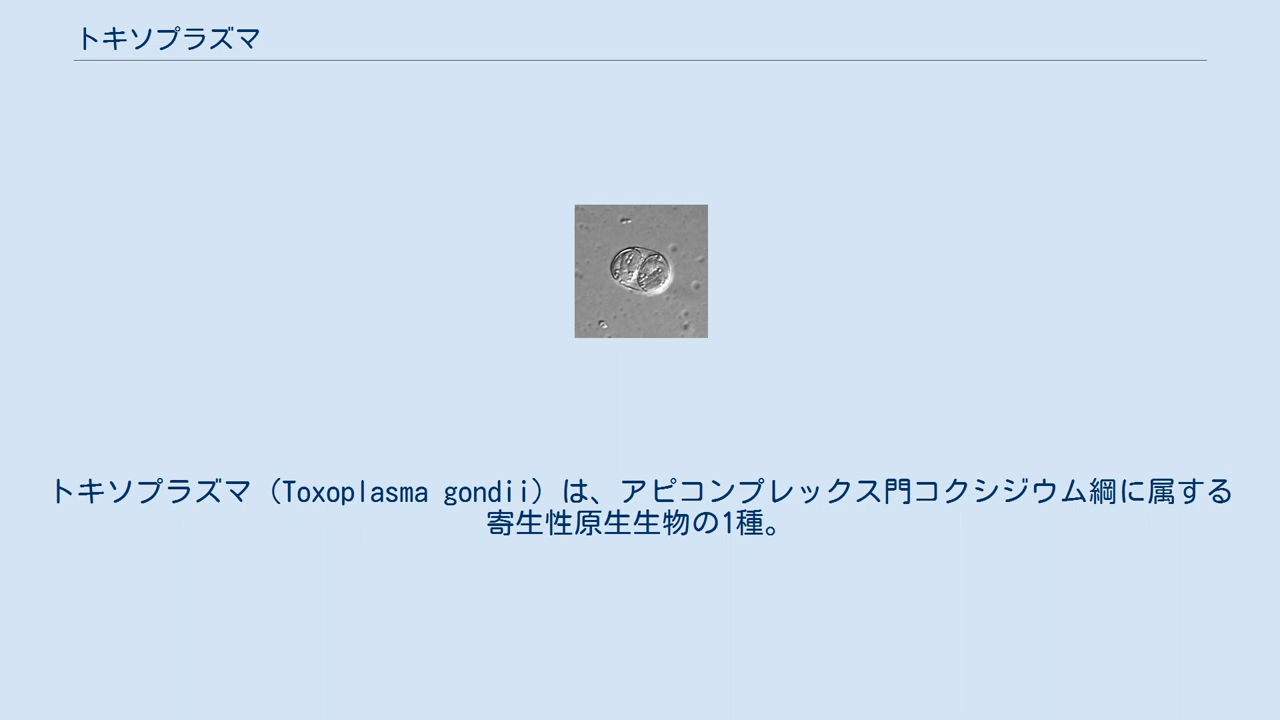 トキソプラズマ
トキソプラズマ（Toxoplasma gondii）は、アピコンプレックス門コクシジウム綱に属する
寄生性原生生物の1種。